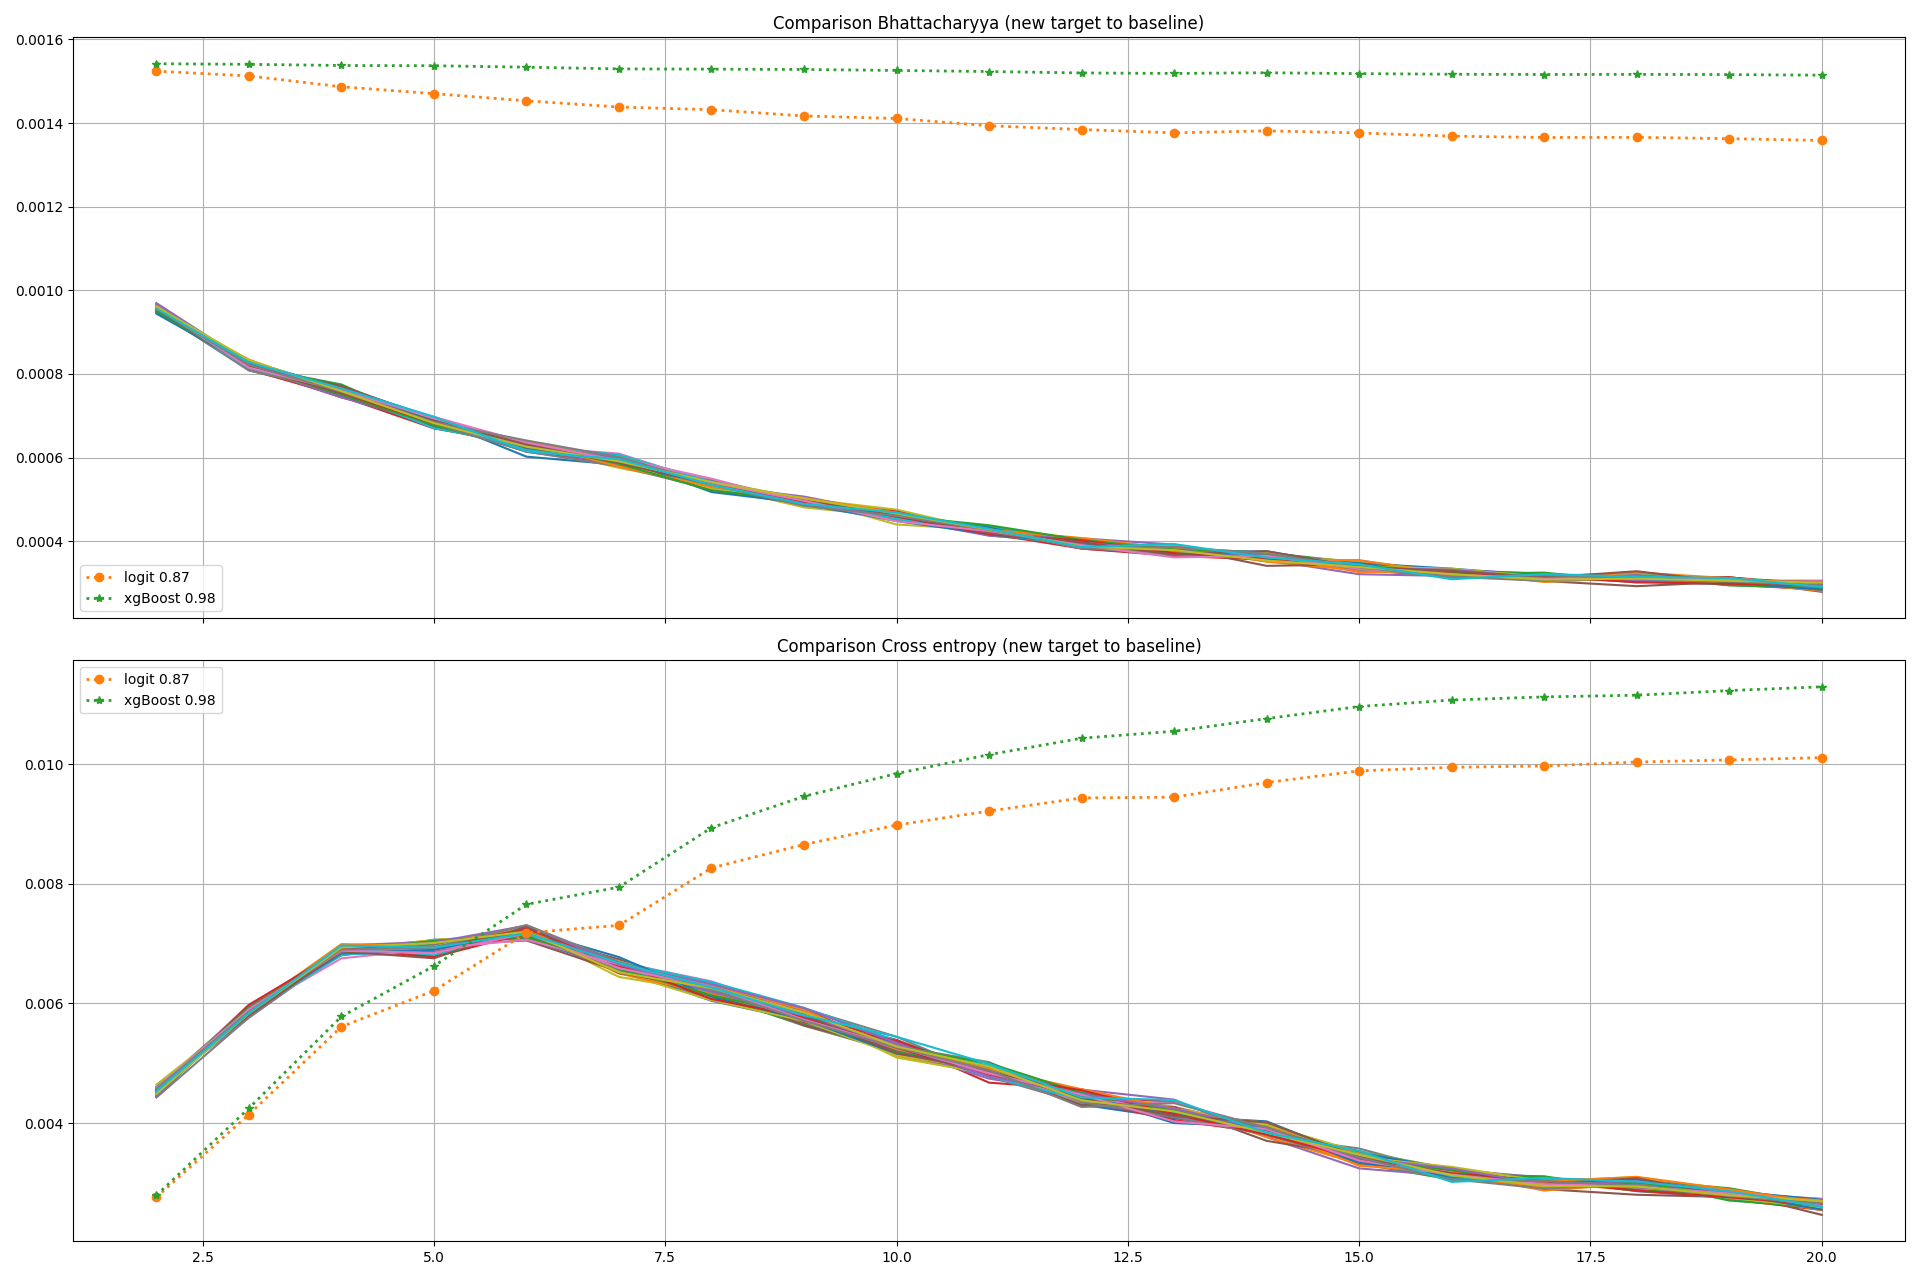 Comparison Bhattacharyya (new target to baseline)
0.0016
0.0014
0.0012
0.0010
0.0008
0.0006
0.0004
logit 0.87
xgBoost 0.98
Comparison Cross entropy (new target to baseline)
logit 0.87
xgBoost 0.98
0.010
0.008
0.006
0.004
2.5 5.0 7.5 10.0 12.5 15.0 17.5 20.0